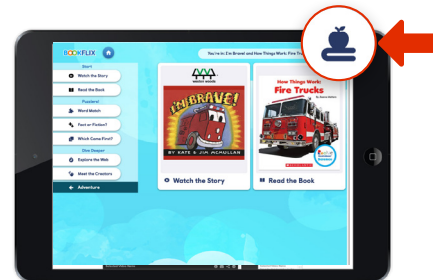 BOOKFLIX
You're in: I'm Brave! and How Things Work: Fire
Start
Watch the Story
Read the Book
Puzzlers!
Word Match
Fact or Fiction?
Which Came First?
Dive Deeper
Explore the Web
Meet the Creators
Adventure
weston woods
I'M BRAVE!
BY KATE & JIM MCMULLAN
Watch the Story
How Things Work:
Fire Trucks
Read the Book